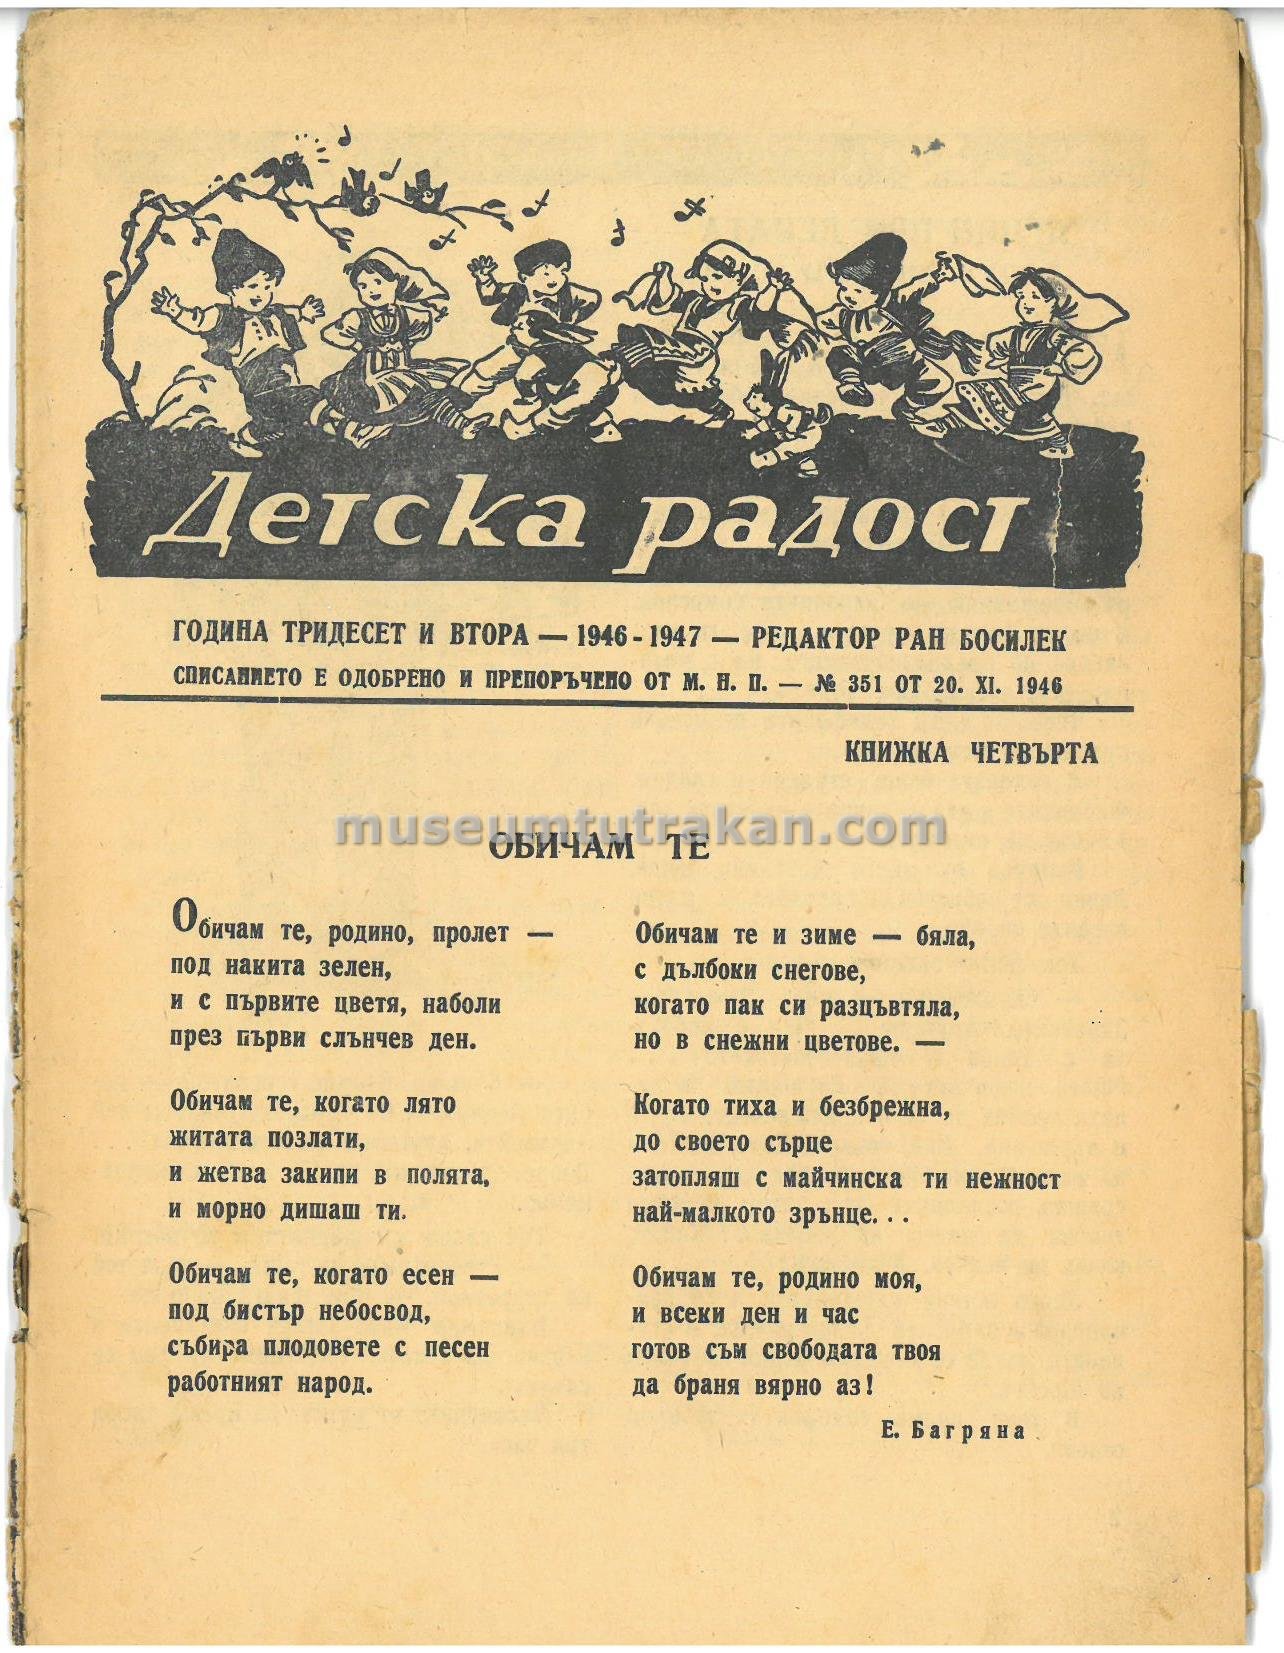 Детска радост
ГОДИНА ТРИДЕСЕТ И ВТОРА — 1946-1947 — РЕДАКТОР РАН БОСИЛЕК
СПИСАНИЕТО Е ОДОБРЕНО И ПРЕПОРЪЧЕНО ОТ М. Н. П. — № 351 ОТ 20. XI. 1946
КНИЖКА ЧЕТВЪРТА
museumtutrakan.com
ОБИЧАМ ТЕ
Обичам те, родино, пролет —
под накита зелен,
и с първите цветя, наболи
през първи слънчев ден.
Обичам те, когато лято
житата позлати,
и жетва закипи в полята,
и морно дишаш ти.
Обичам те, когато есен —
под бистър небосвод,
събира плодовете с песен
работният народ.
Обичам те и зиме — бяла,
с дълбоки снегове,
когато пак си разцъвтяла,
но в снежни цветове. —
Когато тиха и безбрежна,
до своето сърце
затопляш с майчинска ти нежност
най-малкото зрънце...
Обичам те, родино моя,
и всеки ден и час
готов съм свободата твоя
да браня вярно аз!
Е. Багряна